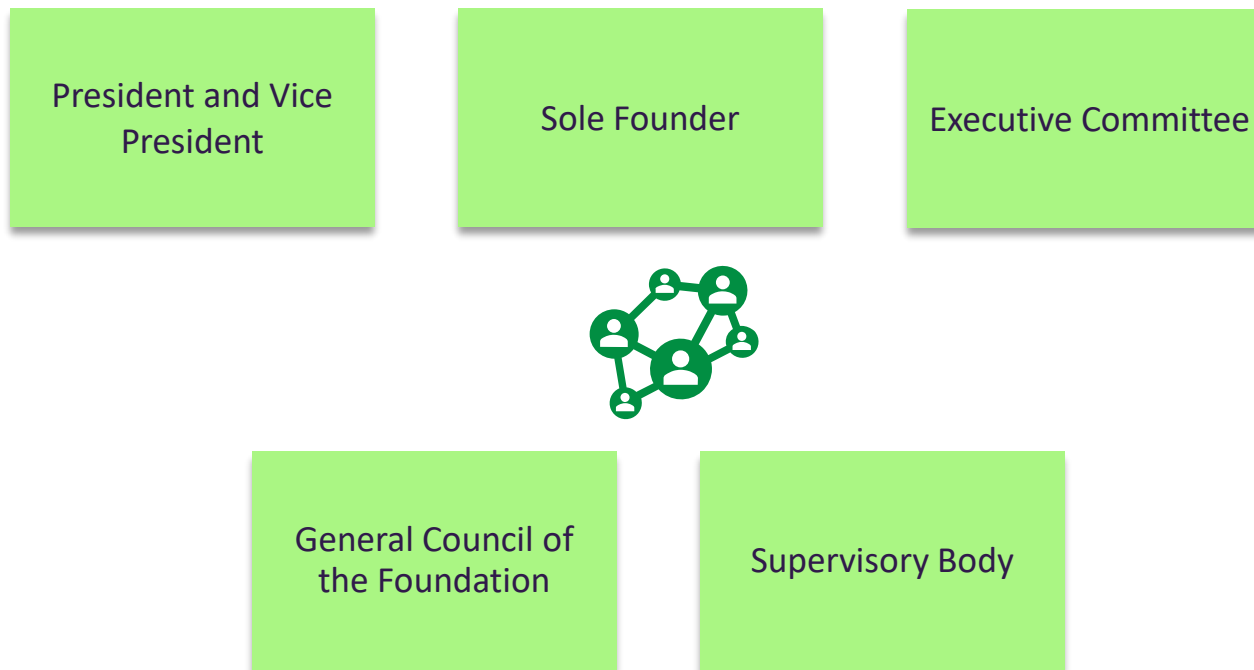 President and Vice
President
Sole Founder
Executive Committee
General Council of
the Foundation
Supervisory Body